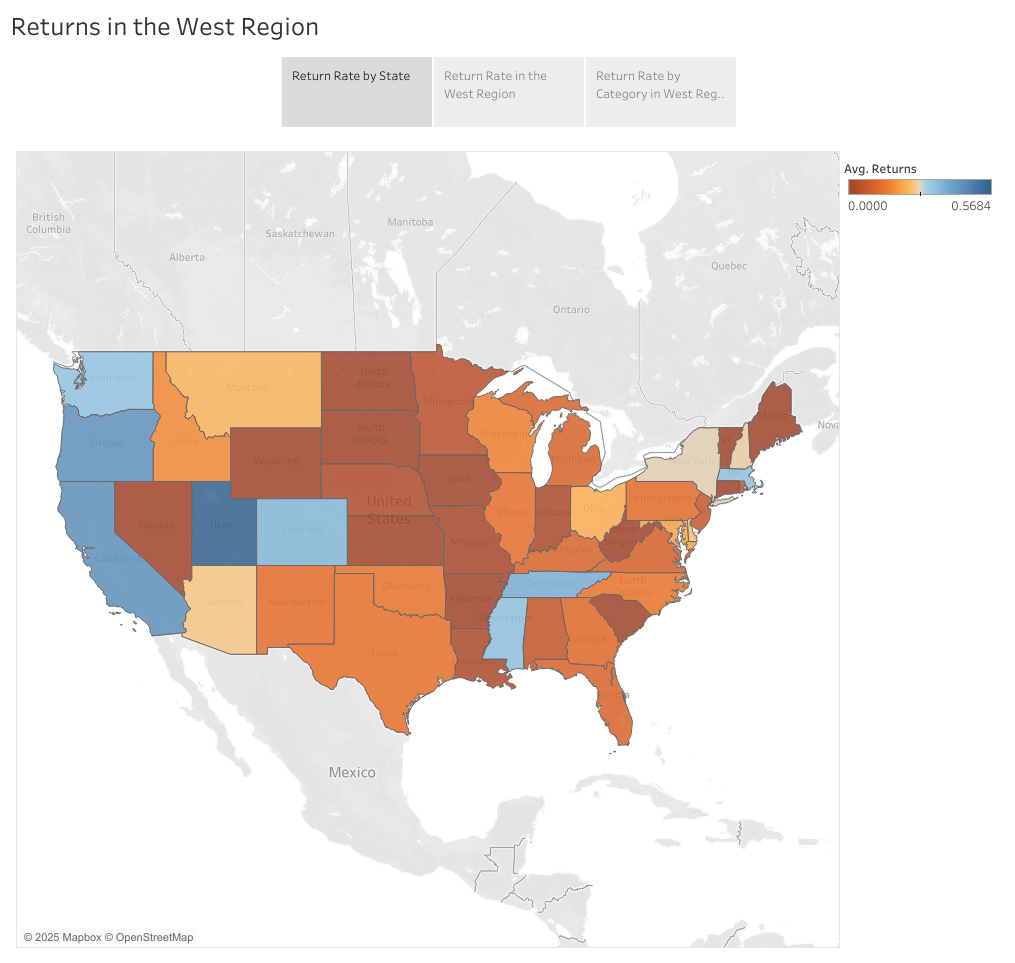 Returns in the West Region
Return Rate by State
Return Rate in the
West Region
Return Rate by
Category in West Reg..
Avg. Returns
0.0000
0.5684
British
Columbia
Alberta
Saskatchewan
Manitoba
Ontario
Quebec
Nova
Washington
Montana
North
Dakota
Minnesota
Maine
Oregon
Idaho
South
Dakota
Wisconsin
Michigan
New York
Wyoming
Iowa
Pennsylvania
United
States
Nevada
Utah
Colorado
Illinois
Indiana
Ohio
West
Virginia
California
Missouri
Kentucky
Arizona
New Mexico
Oklahoma
Arkansas
Tennessee
North
Carolina
Mississippi
Texas
Georgia
Louisiana
Florida
Mexico
© 2025 Mapbox © OpenStreetMap